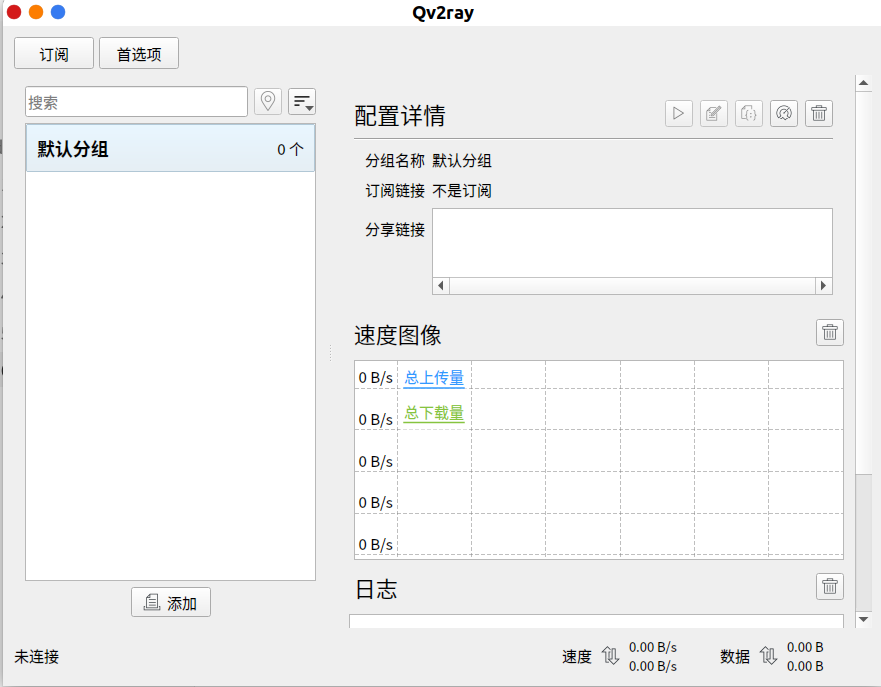 Qv2ray
订阅 首选项
搜索
默认分组 0 个
添加
配置详情
分组名称 默认分组
订阅链接 不是订阅
分享链接
速度图像
0 B/s 总上传量
0 B/s 总下载量
0 B/s
0 B/s
0 B/s
日志
未连接
速度 0.00 B/s
0.00 B/s
数据 0.00 B
0.00 B